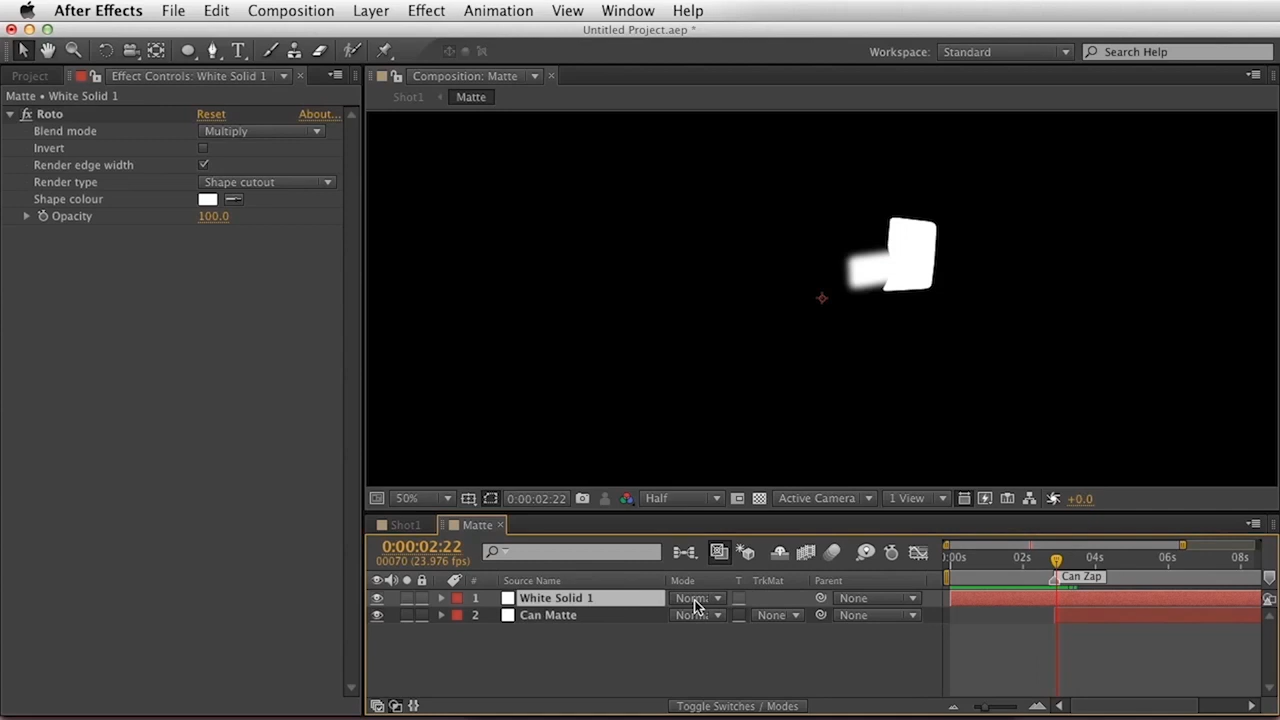 After Effects File Edit Composition Layer Effect Animation View Window Help
Untitled Project.aep *
Workspace: Standard Search Help
Project Effect Controls: White Solid 1 Composition: Matte
Matte • White Solid 1 Shot1 Matte
fx Roto Reset About...
Blend mode Multiply
Invert
Render edge width
Render type Shape cutout
Shape colour
Opacity 100.0
50% 0:00:02:22 Half Active Camera 1 View +0.0
Shot1 Matte
0:00:02:22
00070 (23.976 fps)
:00s 02s 04s 06s 08s
Can Zap
# Source Name Mode T TrkMat Parent
1 White Solid 1 Norm None
2 Can Matte Norm None None
Toggle Switches / Modes